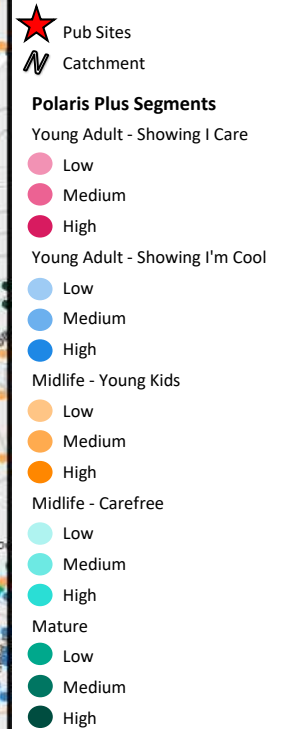 Pub Sites
Catchment
Polaris Plus Segments
Young Adult - Showing I Care
Low
Medium
High
Young Adult - Showing I'm Cool
Low
Medium
High
Midlife - Young Kids
Low
Medium
High
Midlife - Carefree
Low
Medium
High
Mature
Low
Medium
High